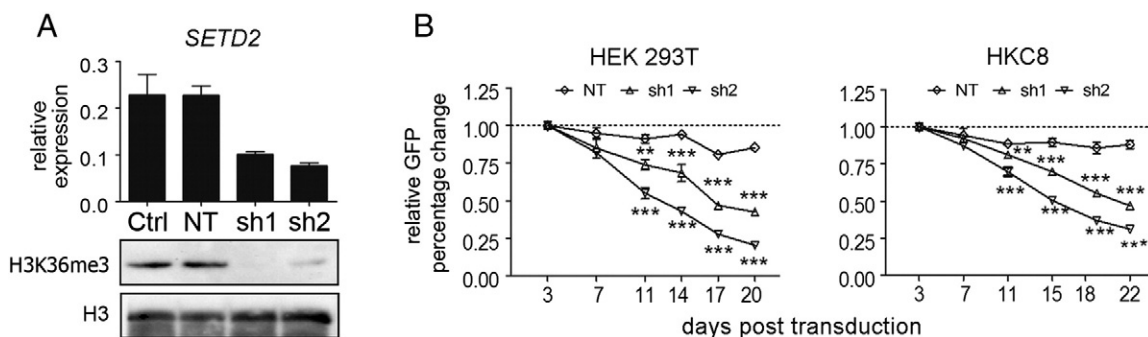 A
SETD2
relative
expression
0.3
0.2
0.1
0.0
Ctrl NT sh1 sh2
H3K36me3
H3
B
HEK 293T
relative GFP
percentage change
1.25
1.00
0.75
0.50
0.25
0.00
NT sh1 sh2
** *** *** ***
*** *** *** ***
3 7 11 14 17 20
HKC8
1.25
1.00
0.75
0.50
0.25
0.00
NT sh1 sh2
** *** *** ***
*** *** *** ***
3 7 11 15 18 22
days post transduction